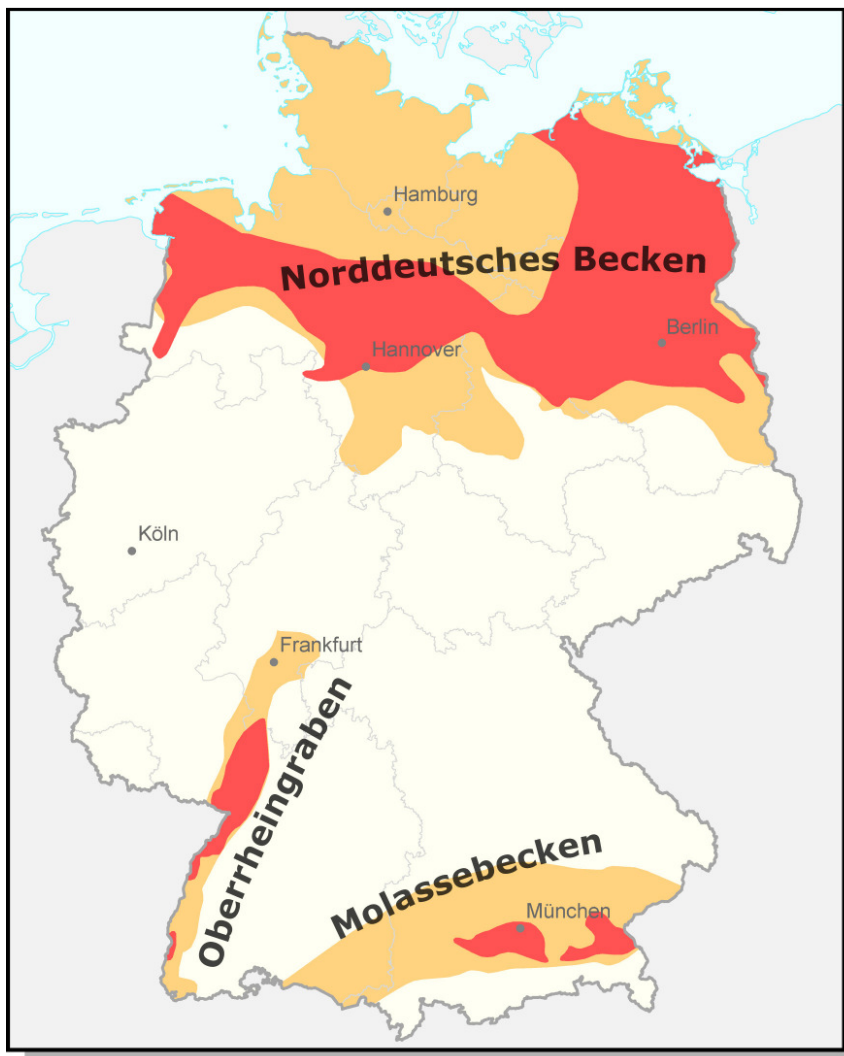 Hamburg
Norddeutsches Becken
Berlin
Hannover
Köln
Frankfurt
Oberrheingraben
Molassebecken
München